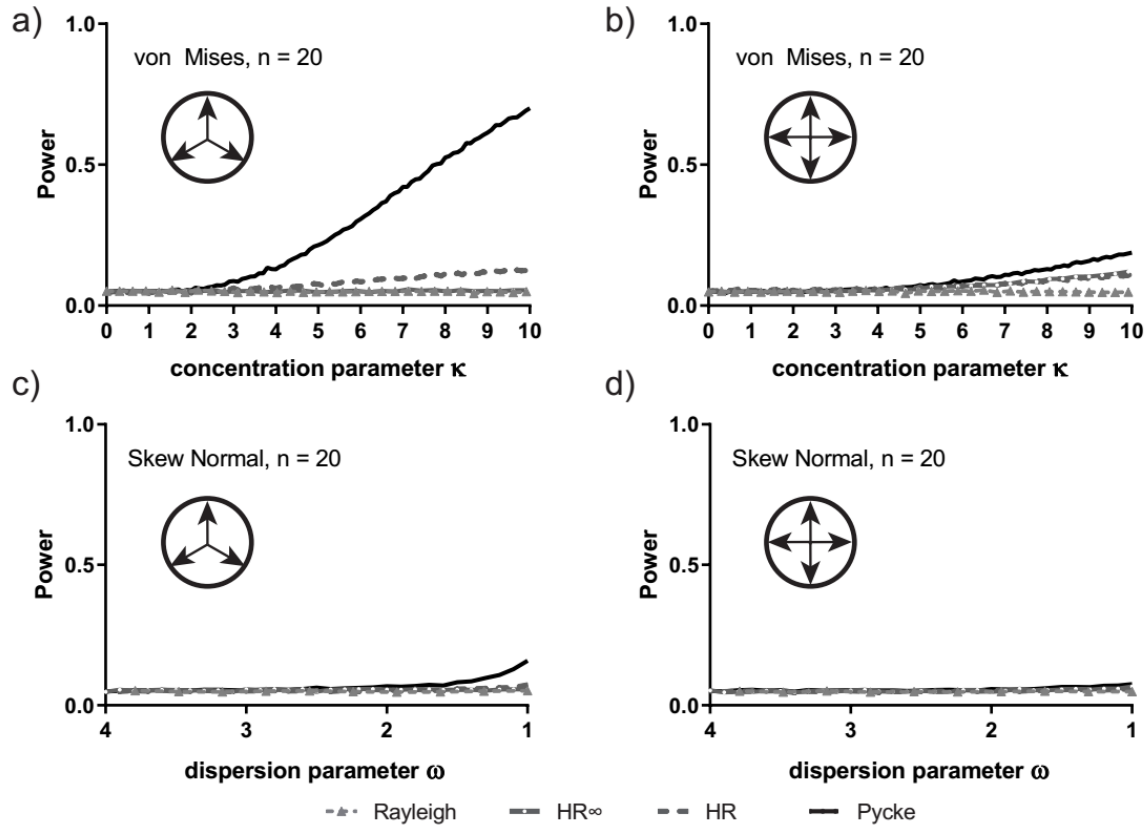 a)
1.0
von Mises, n = 20
0.5
Power
0.0
0 1 2 3 4 5 6 7 8 9 10
concentration parameter κ
b)
1.0
von Mises, n = 20
0.5
Power
0.0
0 1 2 3 4 5 6 7 8 9 10
concentration parameter κ
c)
1.0
Skew Normal, n = 20
0.5
Power
0.0
4 3 2 1
dispersion parameter ω
d)
1.0
Skew Normal, n = 20
0.5
Power
0.0
4 3 2 1
dispersion parameter ω
Rayleigh HR∞ HR Pycke